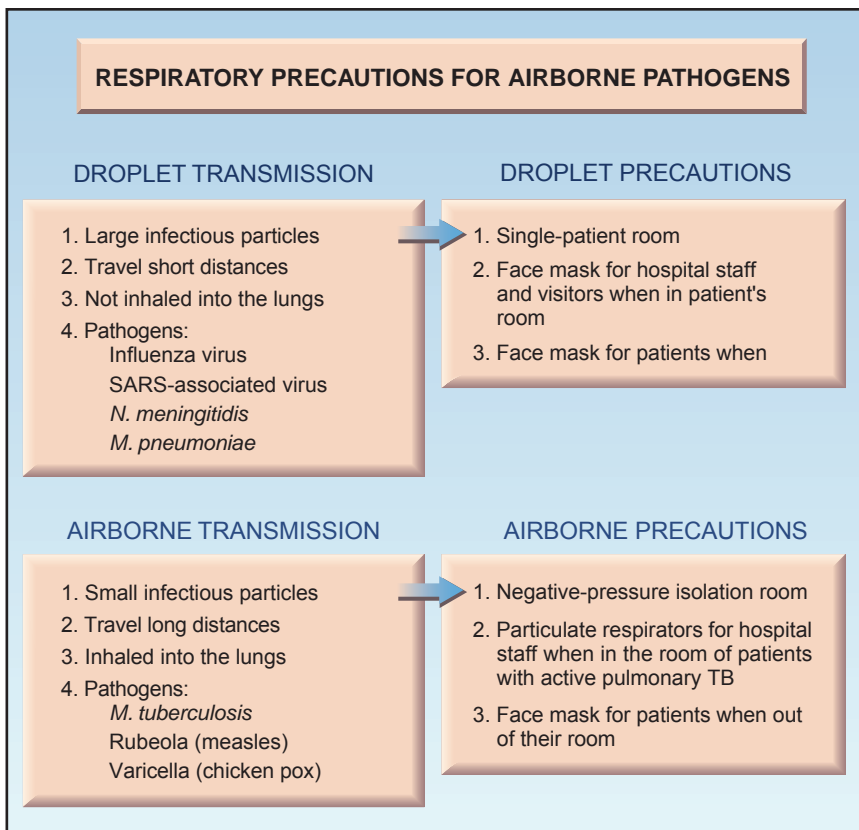 RESPIRATORY PRECAUTIONS FOR AIRBORNE PATHOGENS
DROPLET TRANSMISSION
1. Large infectious particles
2. Travel short distances
3. Not inhaled into the lungs
4. Pathogens:
Influenza virus
SARS-associated virus
N. meningitidis
M. pneumoniae
DROPLET PRECAUTIONS
1. Single-patient room
2. Face mask for hospital staff
and visitors when in patient's
room
3. Face mask for patients when
AIRBORNE TRANSMISSION
1. Small infectious particles
2. Travel long distances
3. Inhaled into the lungs
4. Pathogens:
M. tuberculosis
Rubeola (measles)
Varicella (chicken pox)
AIRBORNE PRECAUTIONS
1. Negative-pressure isolation room
2. Particulate respirators for hospital
staff when in the room of patients
with active pulmonary TB
3. Face mask for patients when out
of their room